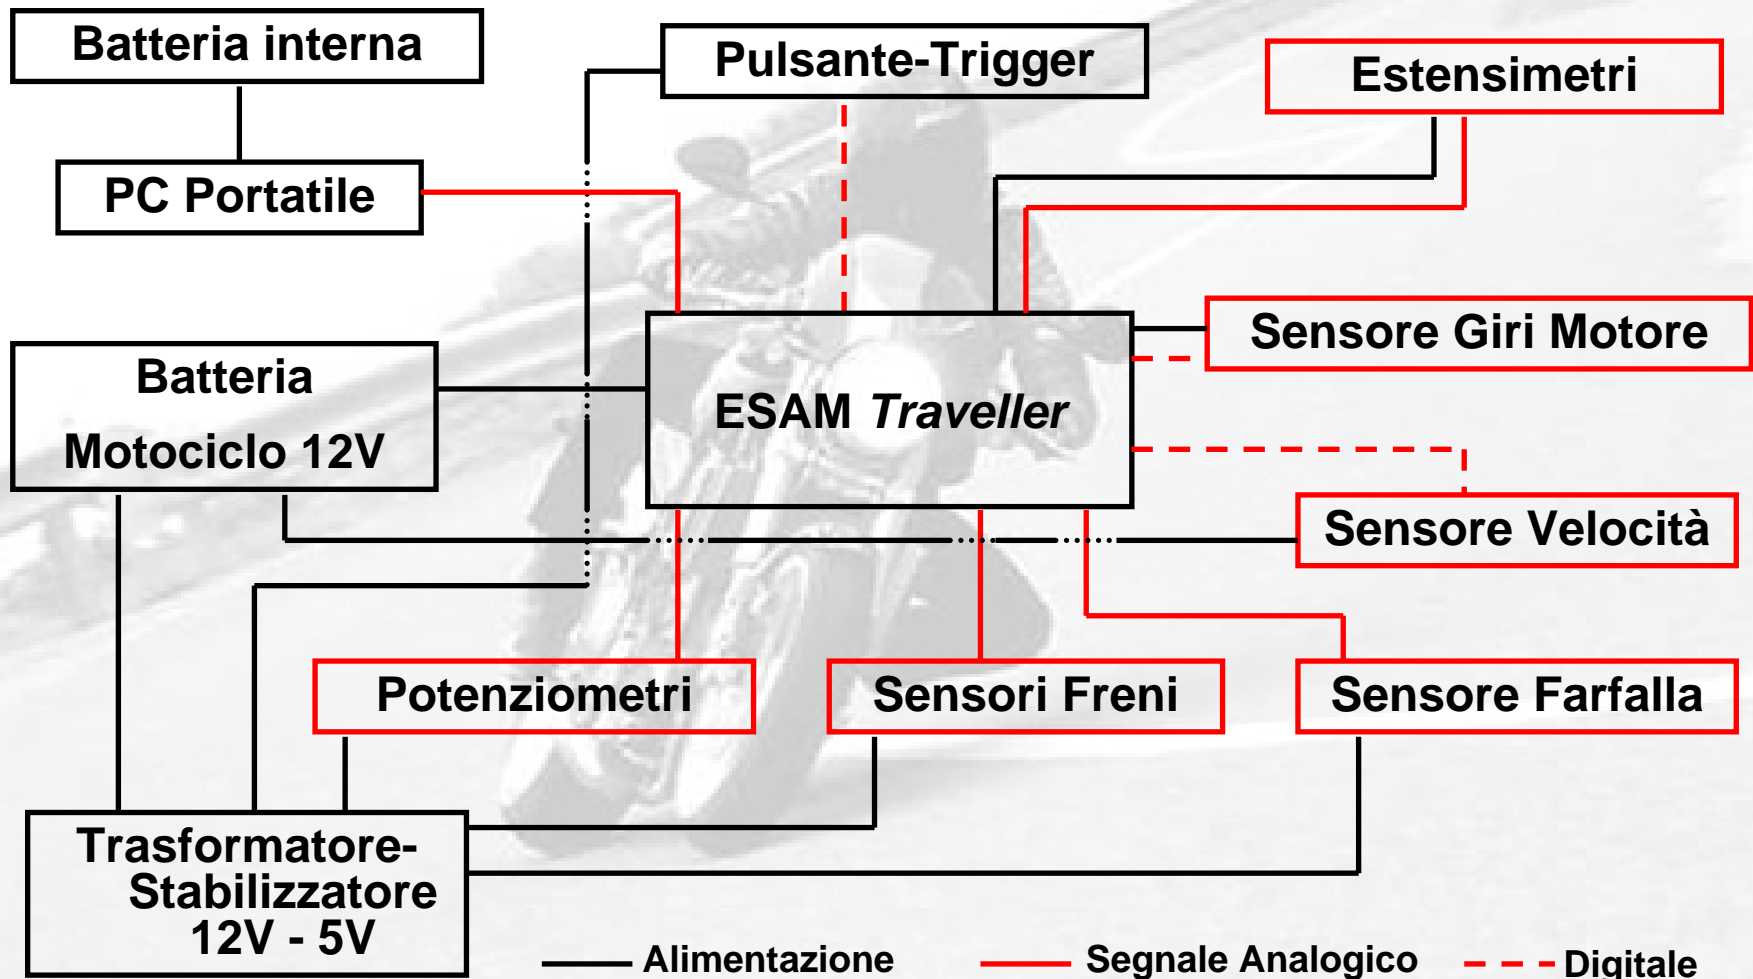 Batteria interna
Pulsante-Trigger
Estensimetri
PC Portatile
Sensore Giri Motore
Batteria
Motociclo 12V
ESAM Traveller
Sensore Velocità
Potenziometri
Sensori Freni
Sensore Farfalla
Trasformatore-
Stabilizzatore
12V - 5V
Alimentazione
Segnale Analogico
Digitale